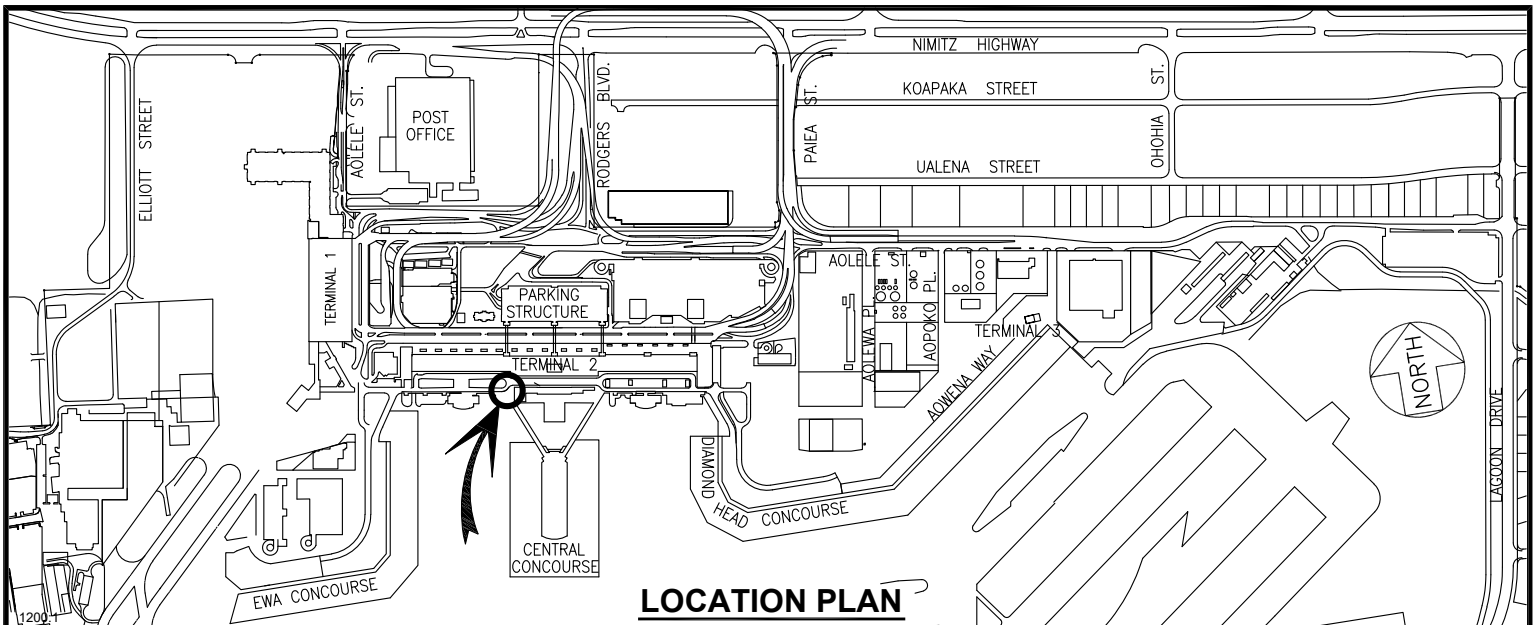 NIMITZ HIGHWAY
KOAPAKA STREET
UALENA STREET
ELLIOTT STREET
AOLELE ST.
POST
OFFICE
RODGERS BLVD.
PAIEA ST.
OHOHIA ST.
TERMINAL 1
PARKING
STRUCTURE
TERMINAL 2
AOLELE ST.
AOLEWA PL.
AOPOKO PL.
TERMINAL 3
AOWENA WAY
NORTH
LAGOON DRIVE
DIAMOND
HEAD CONCOURSE
CENTRAL
CONCOURSE
EWA CONCOURSE
LOCATION PLAN
1200.1